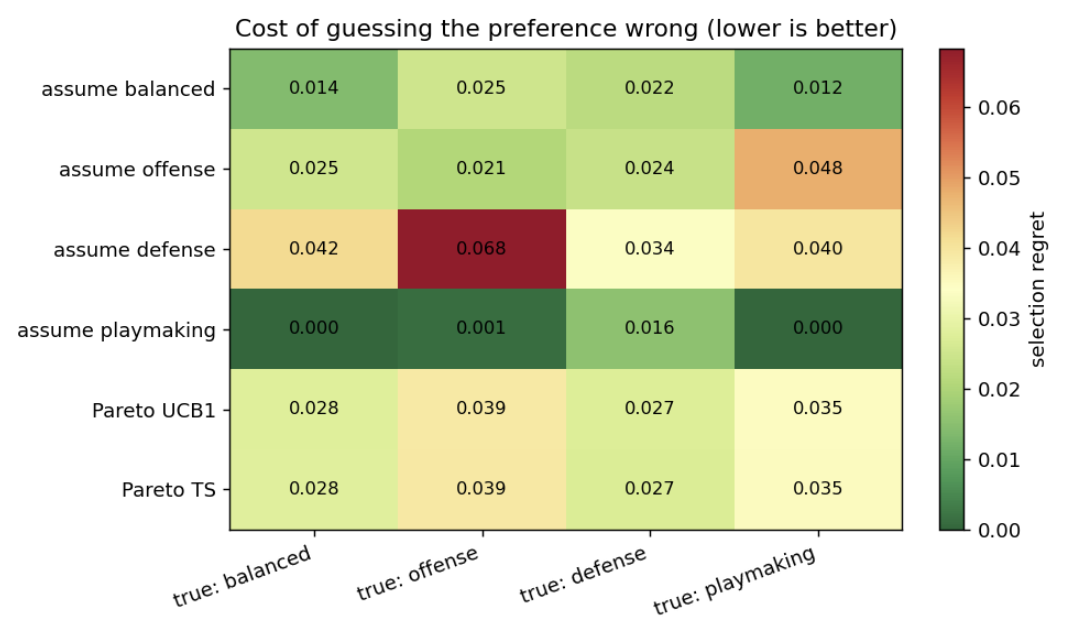 Cost of guessing the preference wrong (lower is better)
assume balanced 0.014 0.025 0.022 0.012
assume offense 0.025 0.021 0.024 0.048
assume defense 0.042 0.068 0.034 0.040
assume playmaking 0.000 0.001 0.016 0.000
Pareto UCB1 0.028 0.039 0.027 0.035
Pareto TS 0.028 0.039 0.027 0.035
true: balanced
true: offense
true: defense
true: playmaking
0.06
0.05
0.04
0.03
0.02
0.01
0.00
selection regret